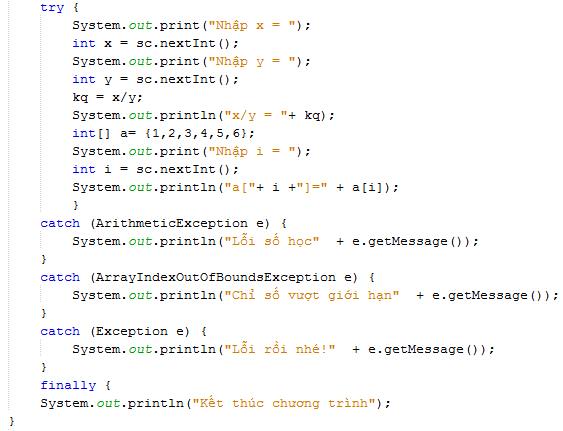 try {
System.out.print("Nhập x = ");
int x = sc.nextInt();
System.out.print("Nhập y = ");
int y = sc.nextInt();
kq = x/y;
System.out.println("x/y = "+ kq);
int[] a= {1,2,3,4,5,6};
System.out.print("Nhập i = ");
int i = sc.nextInt();
System.out.println("a["+ i +"]=" + a[i]);
}
catch (ArithmeticException e) {
System.out.println("Lỗi số học"  + e.getMessage());
}
catch (ArrayIndexOutOfBoundsException e) {
System.out.println("Chỉ số vượt giới hạn"  + e.getMessage());
}
catch (Exception e) {
System.out.println("Lỗi rồi nhé!"  + e.getMessage());
}
finally {
System.out.println("Kết thúc chương trình");
}